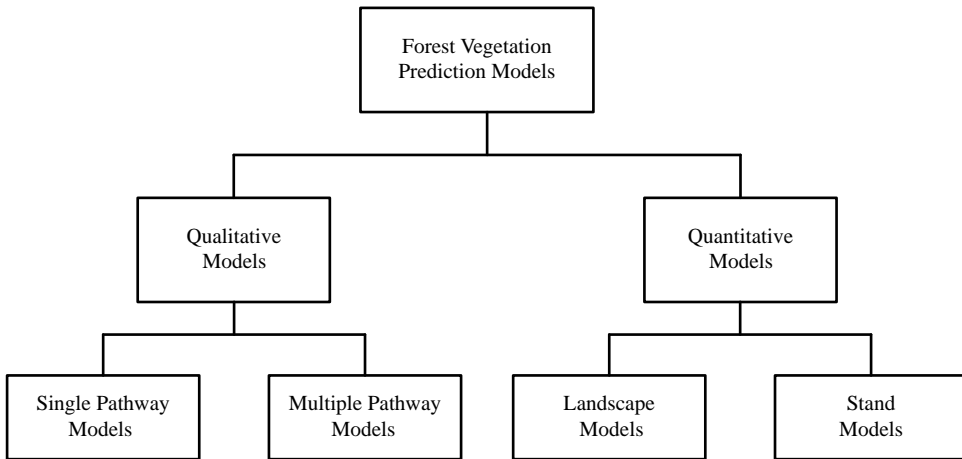 Forest Vegetation
Prediction Models
Qualitative
Models
Quantitative
Models
Single Pathway
Models
Multiple Pathway
Models
Landscape
Models
Stand
Models